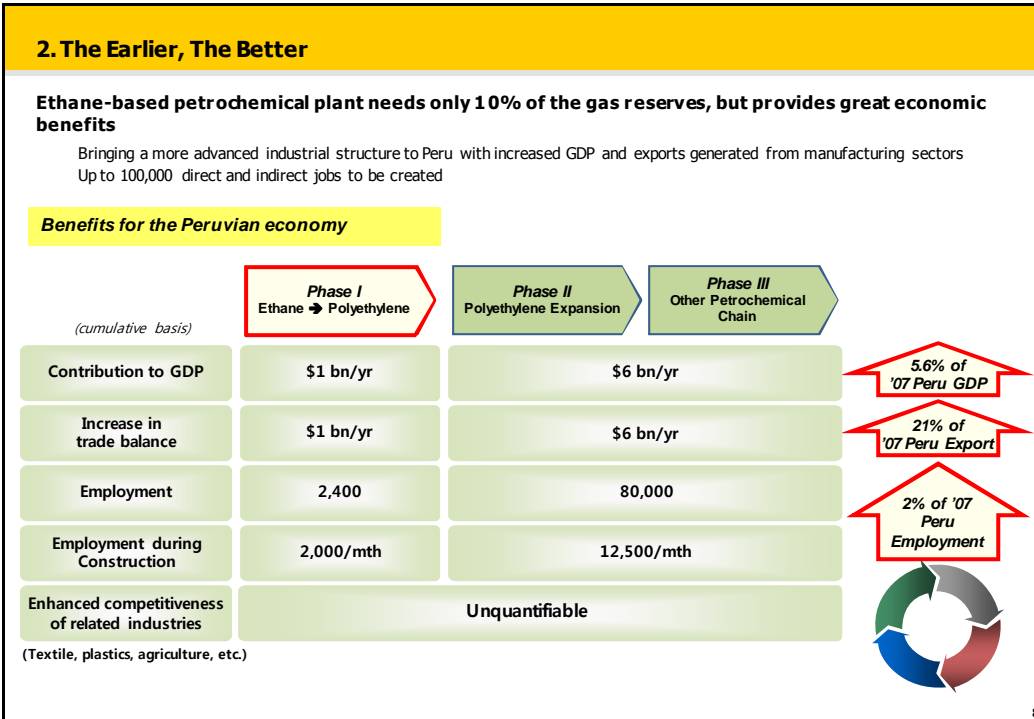 2. The Earlier, The Better
Ethane-based petrochemical plant needs only 10% of the gas reserves, but provides great economic
benefits
Bringing a more advanced industrial structure to Peru with increased GDP and exports generated from manufacturing sectors
Up to 100,000 direct and indirect jobs to be created
Benefits for the Peruvian economy
(cumulative basis)
Phase I
Ethane ➔ Polyethylene
Phase II
Polyethylene Expansion
Phase III
Other Petrochemical
Chain
Contribution to GDP
$1 bn/yr
$6 bn/yr
5.6% of
'07 Peru GDP
Increase in
trade balance
$1 bn/yr
$6 bn/yr
21% of
'07 Peru Export
Employment
2,400
80,000
2% of '07
Peru
Employment
Employment during
Construction
2,000/mth
12,500/mth
Enhanced competitiveness
of related industries
Unquantifiable
(Textile, plastics, agriculture, etc.)